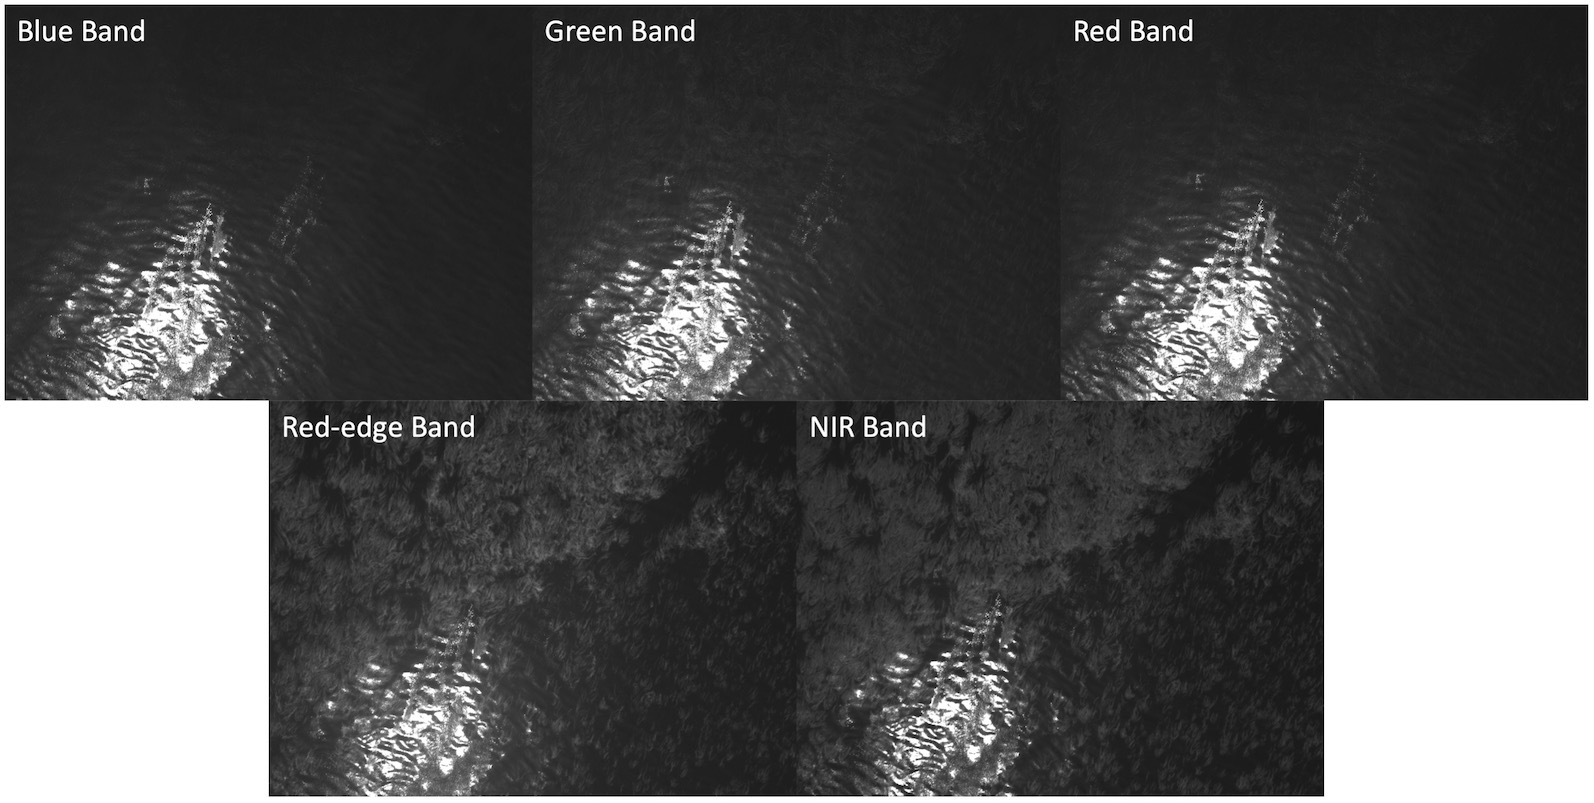 Blue Band
Green Band
Red Band
Red-edge Band
NIR Band